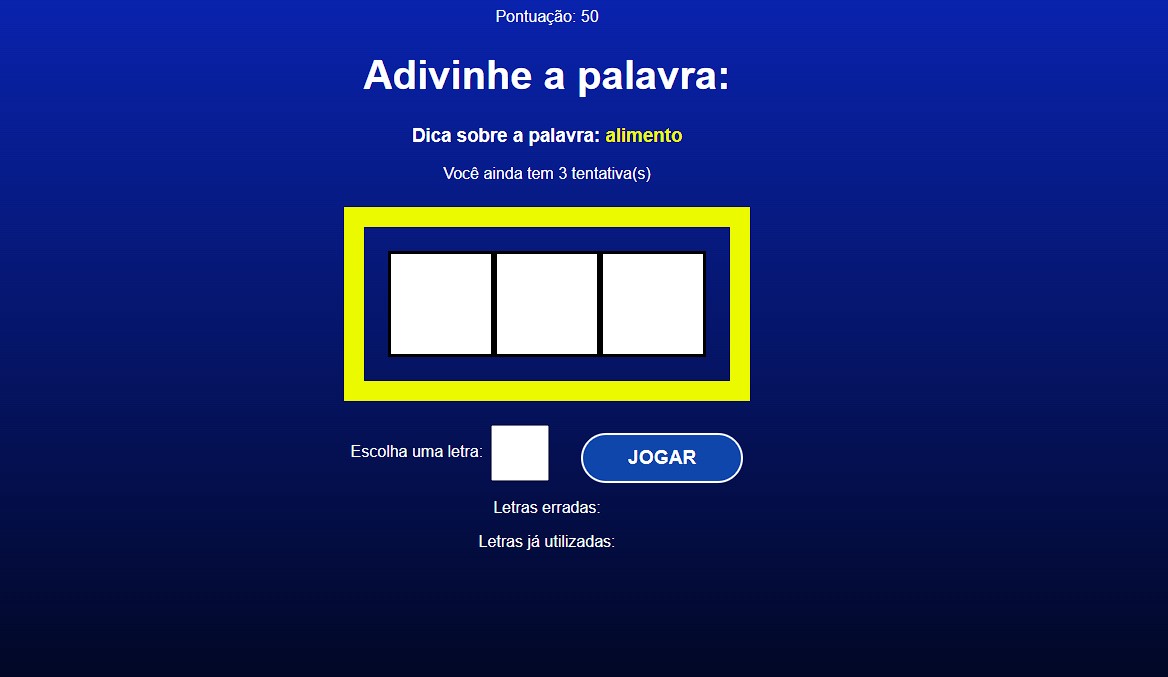 Pontuação: 50
Adivinhe a palavra:
Dica sobre a palavra: alimento
Você ainda tem 3 tentativa(s)
Escolha uma letra:
JOGAR
Letras erradas:
Letras já utilizadas: